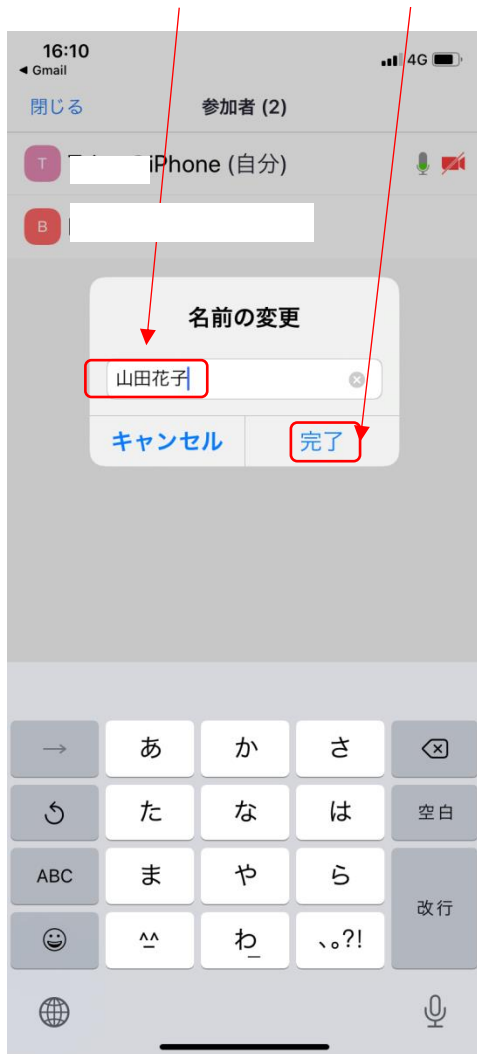 16:10
◀ Gmail
4G
閉じる
参加者 (2)
T
iPhone (自分)
B
名前の変更
山田花子
キャンセル
完了
→
あ
か
さ
た
な
は
空白
ABC
ま
や
ら
改行
^^
わ
、。?!